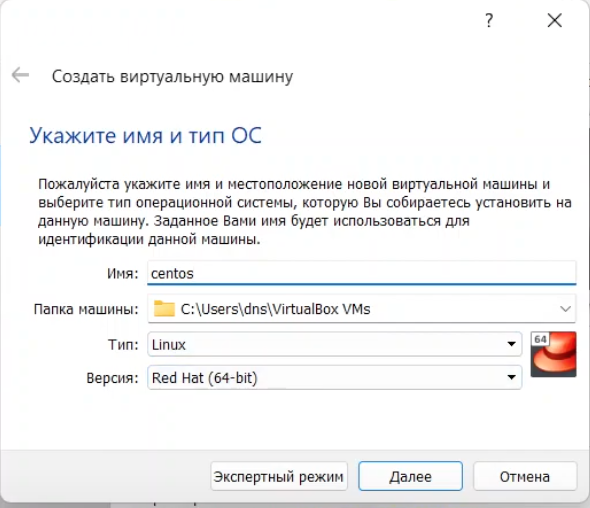 ?
Создать виртуальную машину
Укажите имя и тип ОС
Пожалуйста укажите имя и местоположение новой виртуальной машины и
выберите тип операционной системы, которую Вы собираетесь установить на
данную машину. Заданное Вами имя будет использоваться для
идентификации данной машины.
Имя: centos
Папка машины: C:\Users\dns\VirtualBox VMs
Тип: Linux
64
Версия: Red Hat (64-bit)
Экспертный режим Далее Отмена